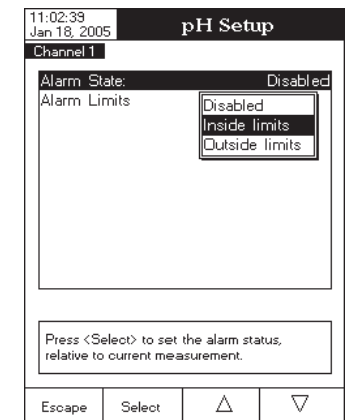 11:02:39
Jan 18, 2005
pH Setup
Channel 1
Alarm State: Disabled
Alarm Limits
Disabled
Inside limits
Outside limits
Press <Select> to set the alarm status,
relative to current measurement.
Escape Select △ ▽